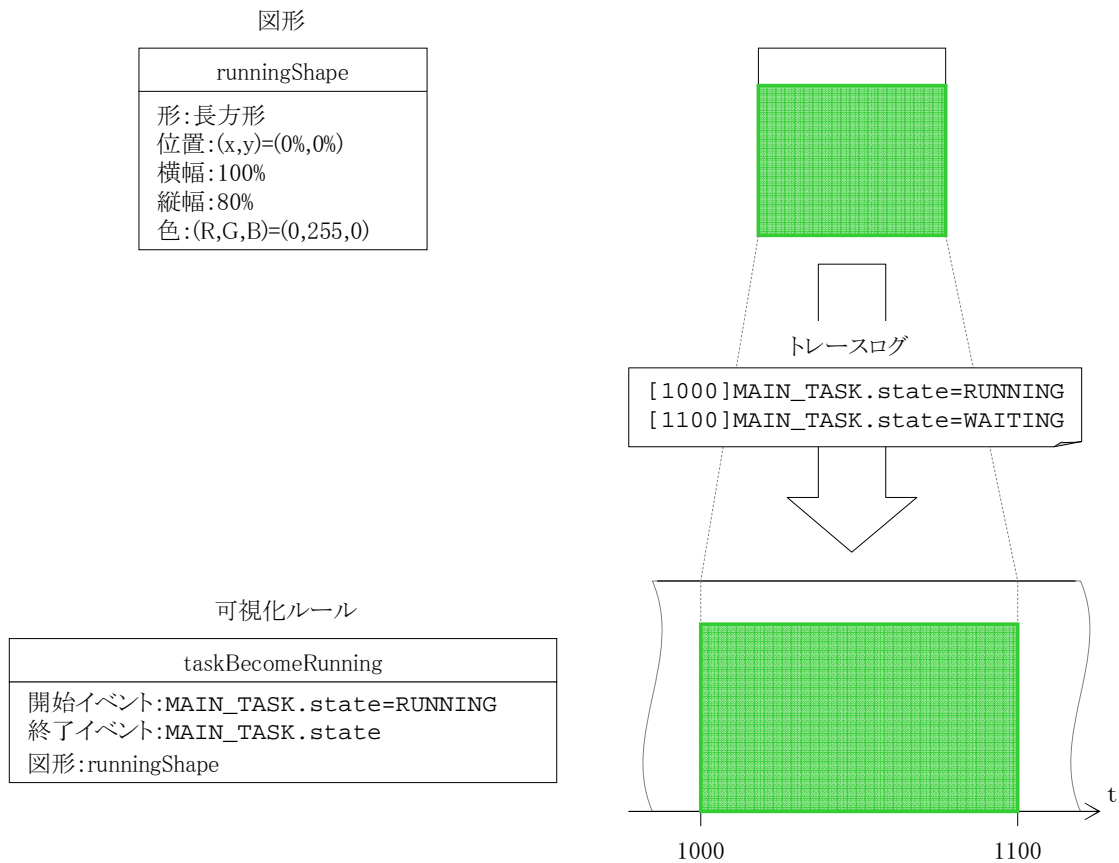 図形
runningShape
形:長方形
位置:(x,y)=(0%,0%)
横幅:100%
縦幅:80%
色:(R,G,B)=(0,255,0)
トレースログ
[1000]MAIN_TASK.state=RUNNING
[1100]MAIN_TASK.state=WAITING
可視化ルール
taskBecomeRunning
開始イベント:MAIN_TASK.state=RUNNING
終了イベント:MAIN_TASK.state
図形:runningShape
t
1000
1100